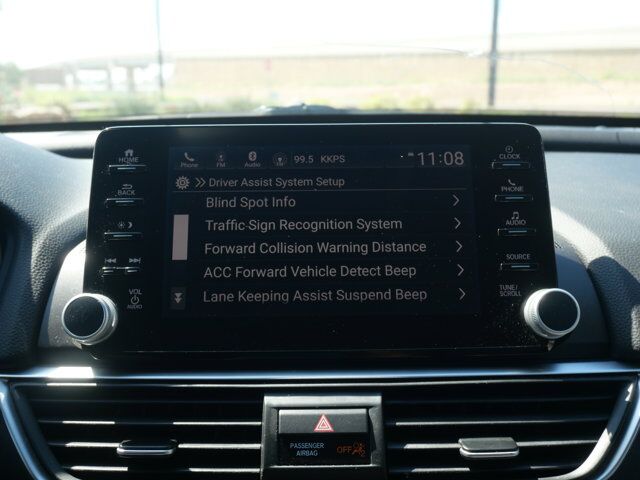 Phone FM Audio 99.5 KKPS 11:08
Driver Assist System Setup
Blind Spot Info
Traffic Sign Recognition System
Forward Collision Warning Distance
ACC Forward Vehicle Detect Beep
Lane Keeping Assist Suspend Beep
HOME
BACK
VOL
AUDIO
CLOCK
PHONE
AUDIO
SOURCE
TUNE/
SCROLL
PASSENGER
AIRBAG
OFF